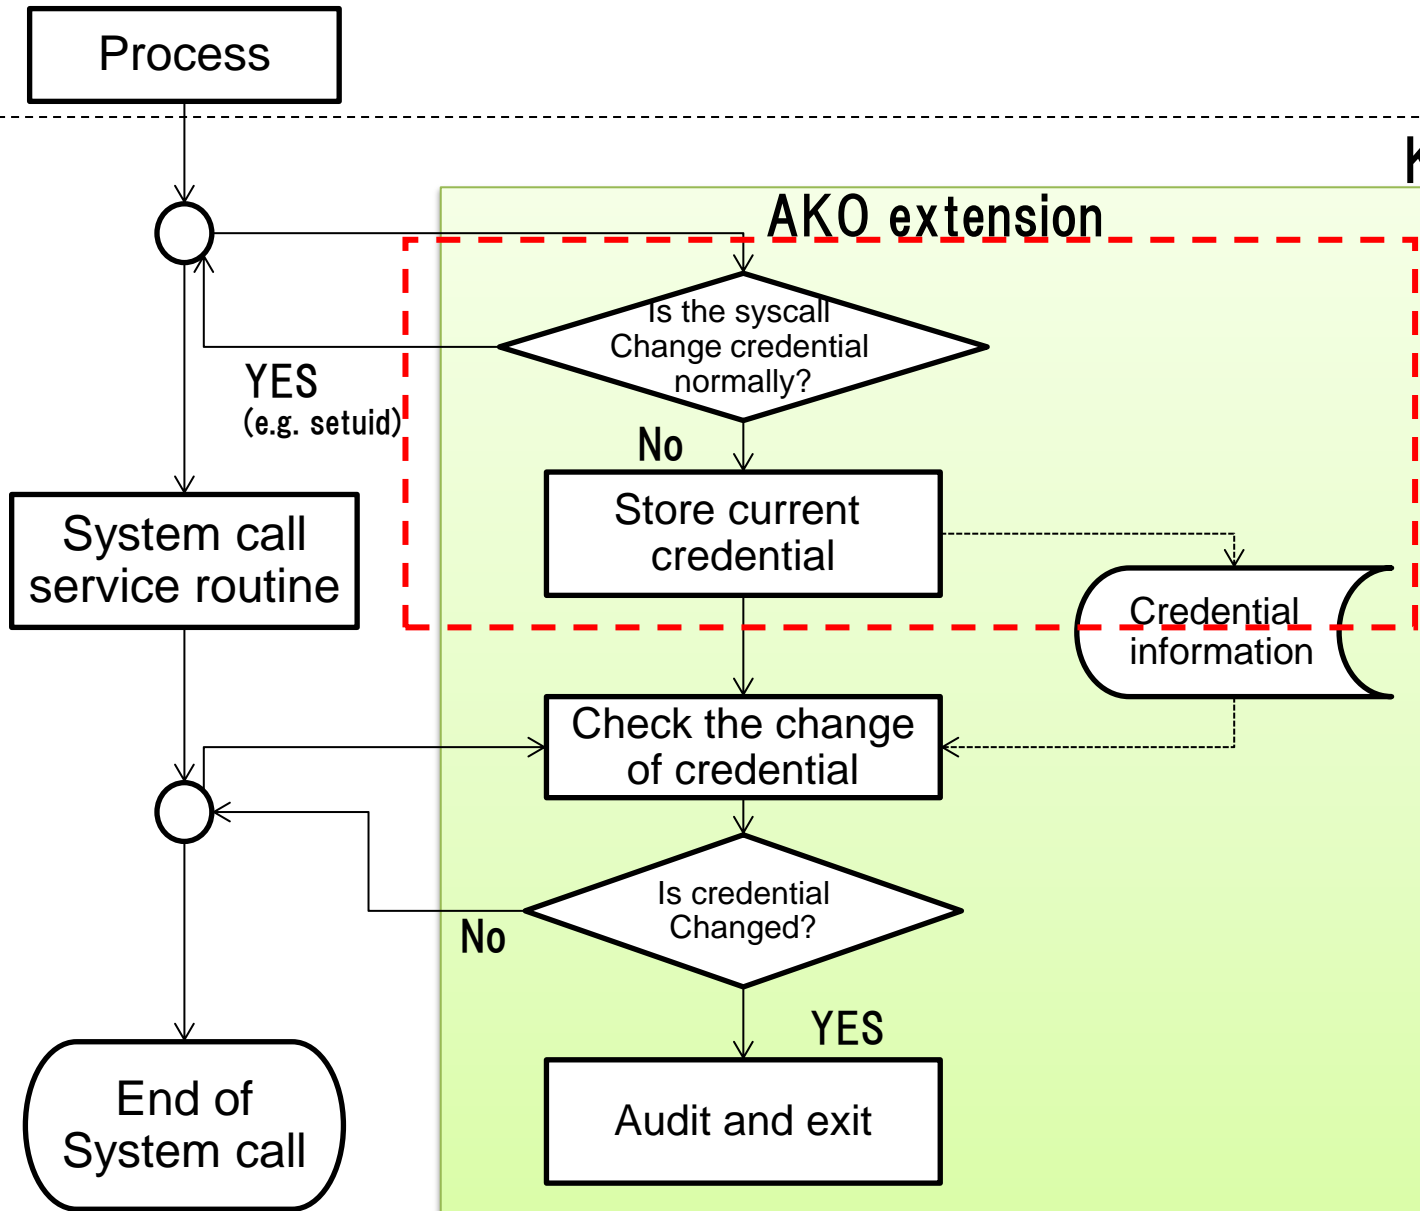 Process
K
AKO extension
Is the syscall
Change credential
normally?
YES
(e.g. setuid)
No
Store current
credential
System call
service routine
Credential
information
Check the change
of credential
Is credential
Changed?
No
YES
Audit and exit
End of
System call